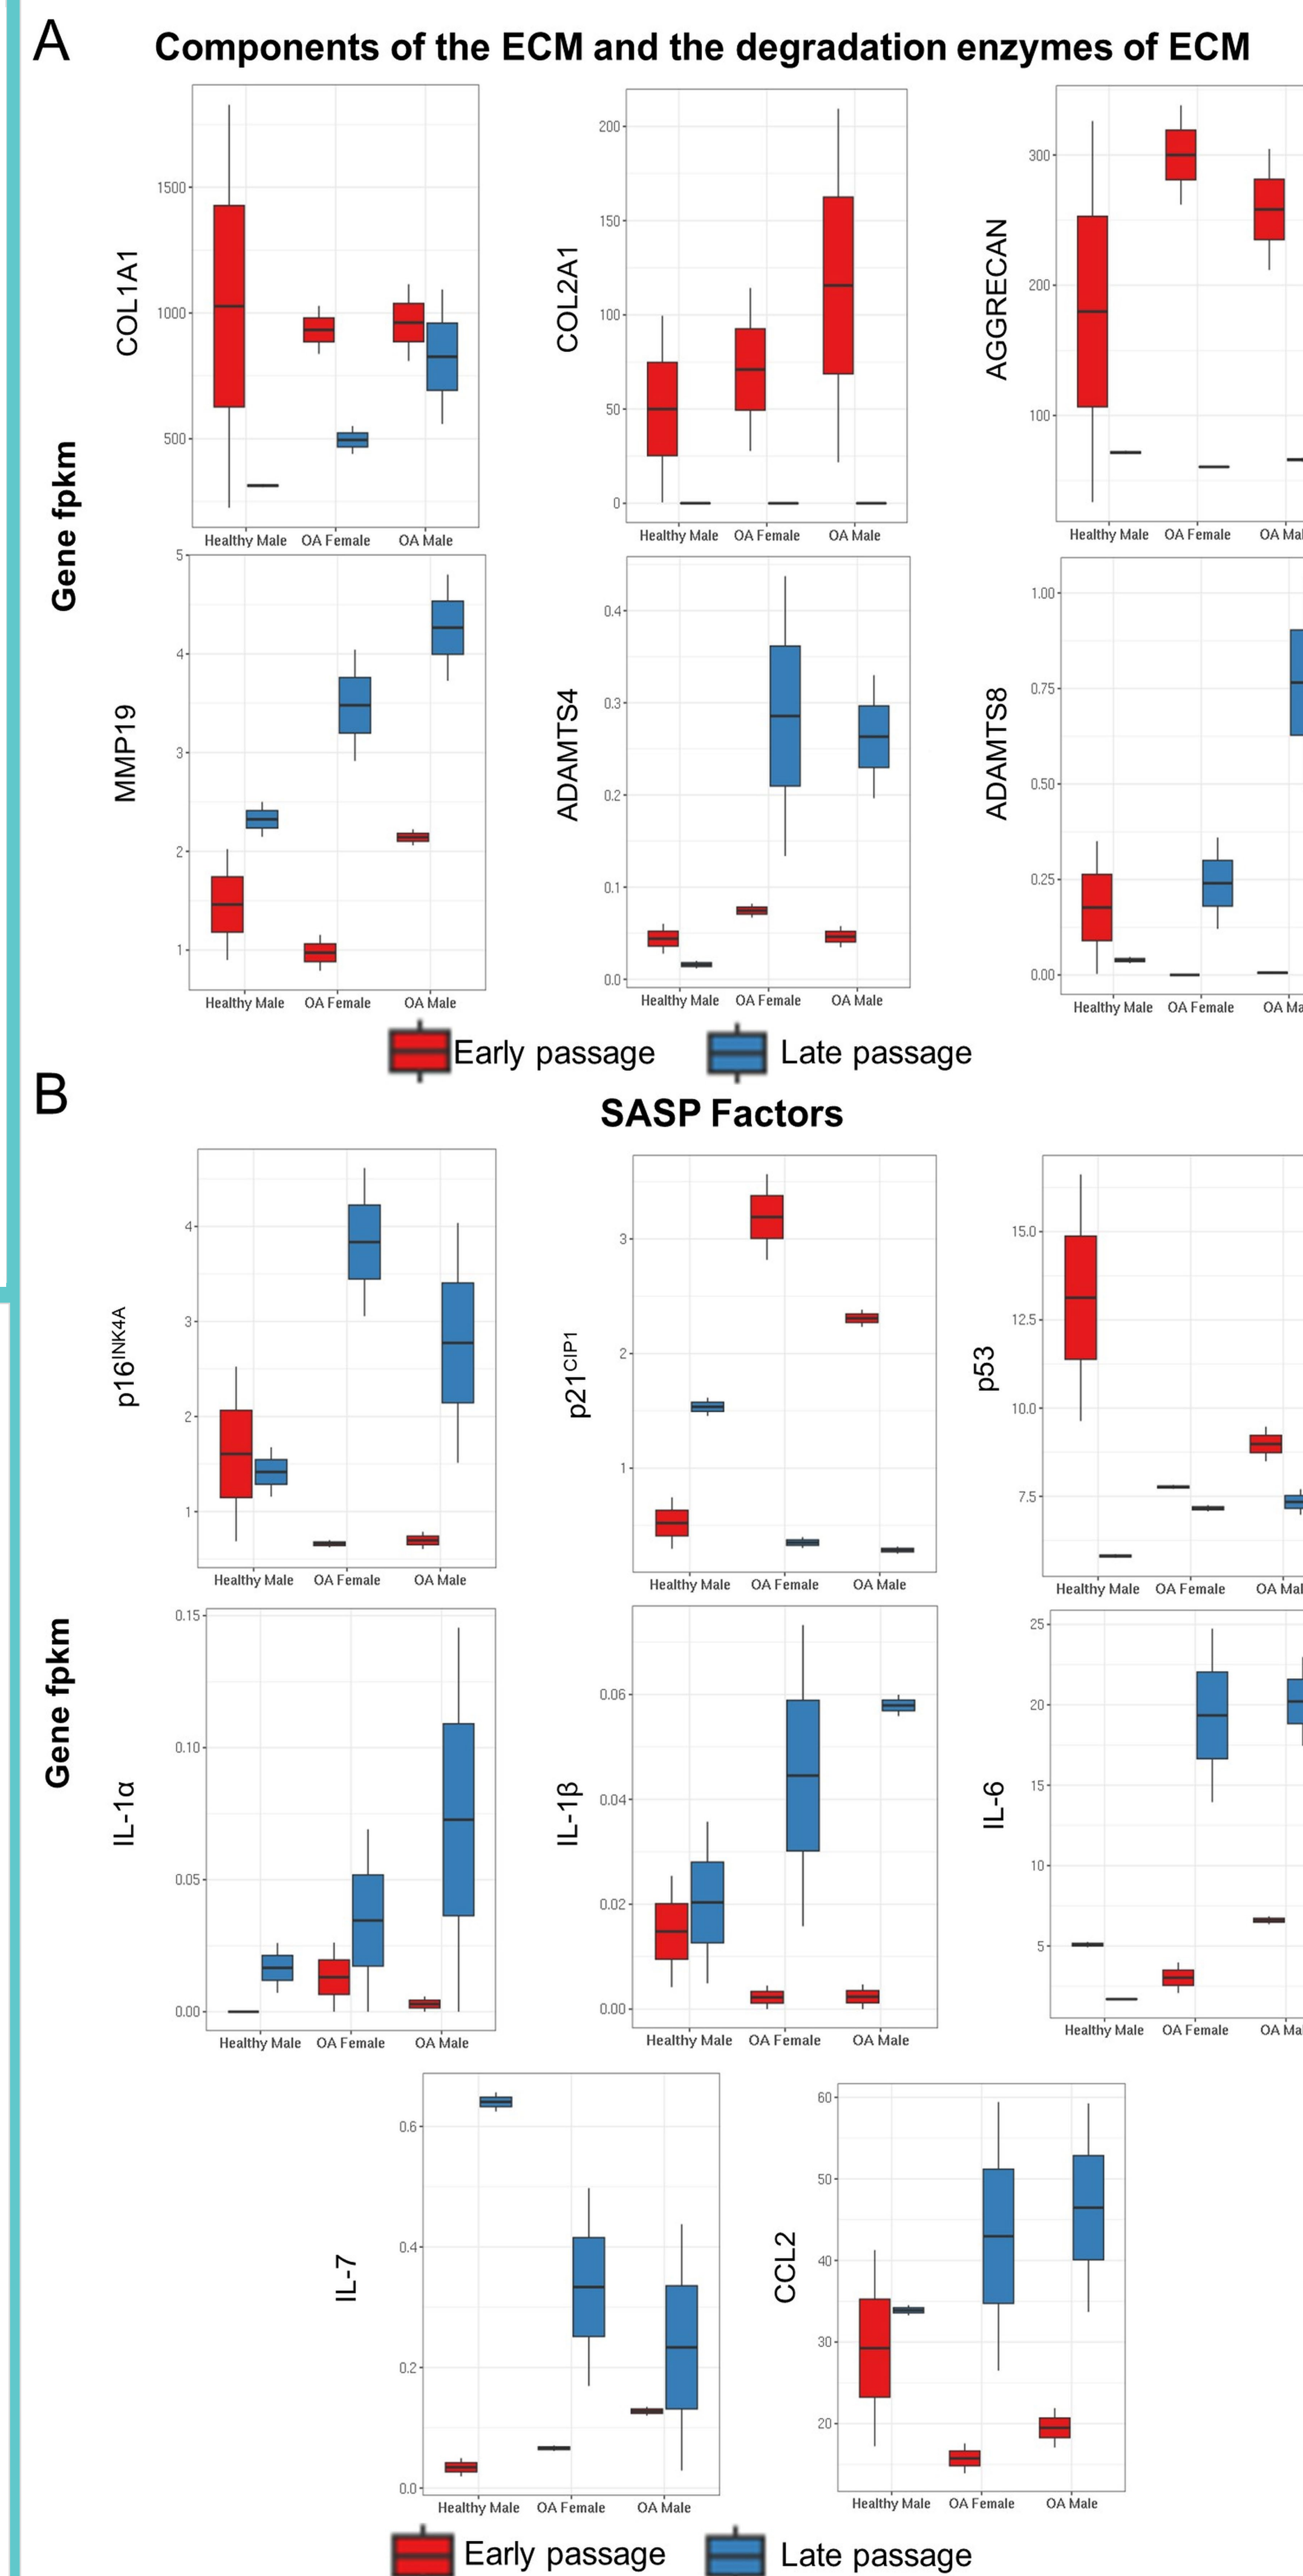 A
Components of the ECM and the degradation enzymes of ECM
Gene fpkm
COL1A1
1500
1000
500
Healthy Male OA Female OA Male
COL2A1
200
150
100
50
0
Healthy Male OA Female OA Male
AGGRECAN
300
200
100
Healthy Male OA Female OA Mal
MMP19
5
4
3
2
1
Healthy Male OA Female OA Male
ADAMTS4
0.4
0.3
0.2
0.1
0.0
Healthy Male OA Female OA Male
ADAMTS8
1.00
0.75
0.50
0.25
0.00
Healthy Male OA Female OA Ma
Early passage Late passage
B
SASP Factors
Gene fpkm
p16INK4A
4
3
2
1
Healthy Male OA Female OA Male
p21CIP1
3
2
1
Healthy Male OA Female OA Male
p53
15.0
12.5
10.0
7.5
Healthy Male OA Female OA Mal
IL-1α
0.15
0.10
0.05
0.00
Healthy Male OA Female OA Male
IL-1β
0.06
0.04
0.02
0.00
Healthy Male OA Female OA Male
IL-6
25
20
15
10
5
Healthy Male OA Female OA Mal
IL-7
0.6
0.4
0.2
0.0
Healthy Male OA Female OA Male
CCL2
60
50
40
30
20
Healthy Male OA Female OA Male
Early passage Late passage